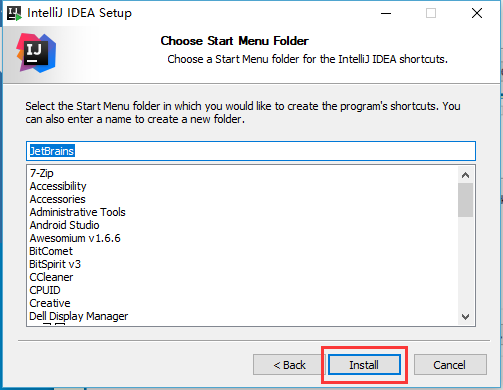 IntelliJ IDEA Setup
IJ
Choose Start Menu Folder
Choose a Start Menu folder for the IntelliJ IDEA shortcuts.
Select the Start Menu folder in which you would like to create the program's shortcuts. You
can also enter a name to create a new folder.
JetBrains
7-Zip
Accessibility
Accessories
Administrative Tools
Android Studio
Awesomium v1.6.6
BitComet
BitSpirit v3
CCleaner
CPUID
Creative
Dell Display Manager
< Back
Install
Cancel